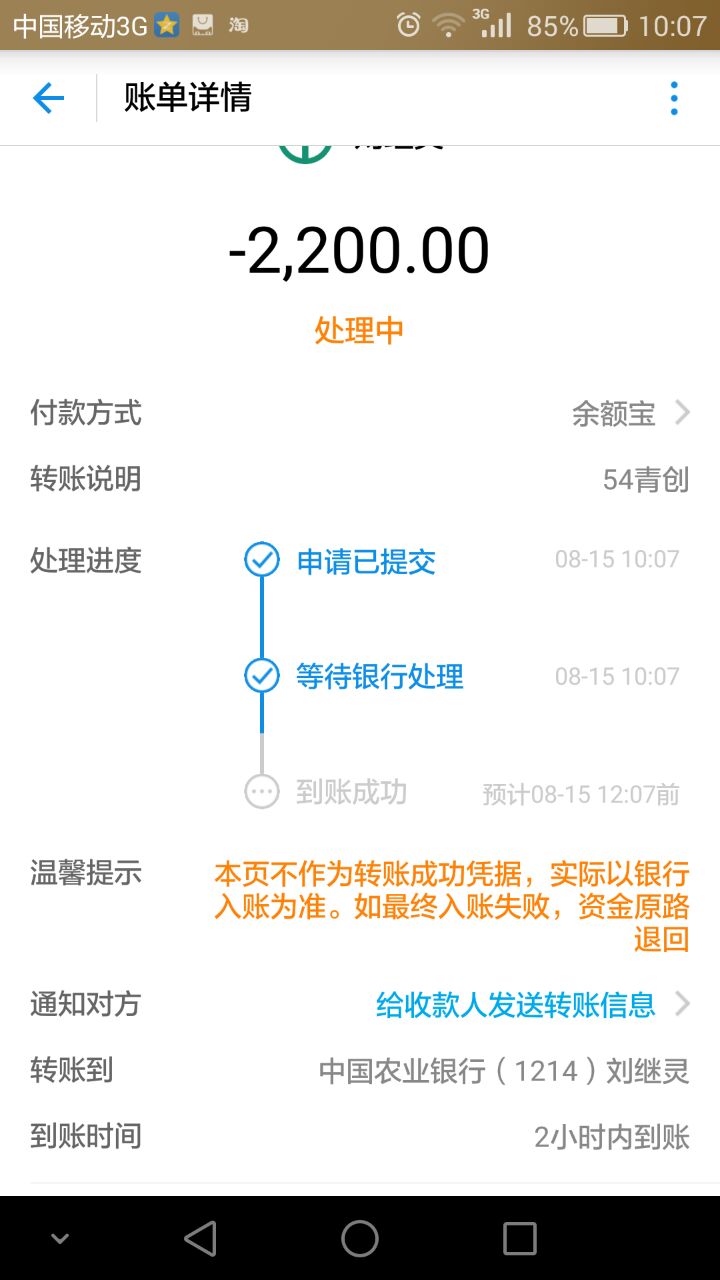 中国移动3G 淘 3G 85% 10:07
账单详情
-2,200.00
处理中
付款方式 余额宝
转账说明 54青创
处理进度 申请已提交 08-15 10:07
等待银行处理 08-15 10:07
到账成功 预计08-15 12:07前
温馨提示 本页不作为转账成功凭据，实际以银行
入账为准。如最终入账失败，资金原路
退回
通知对方 给收款人发送转账信息
转账到 中国农业银行（1214）刘继灵
到账时间 2小时内到账